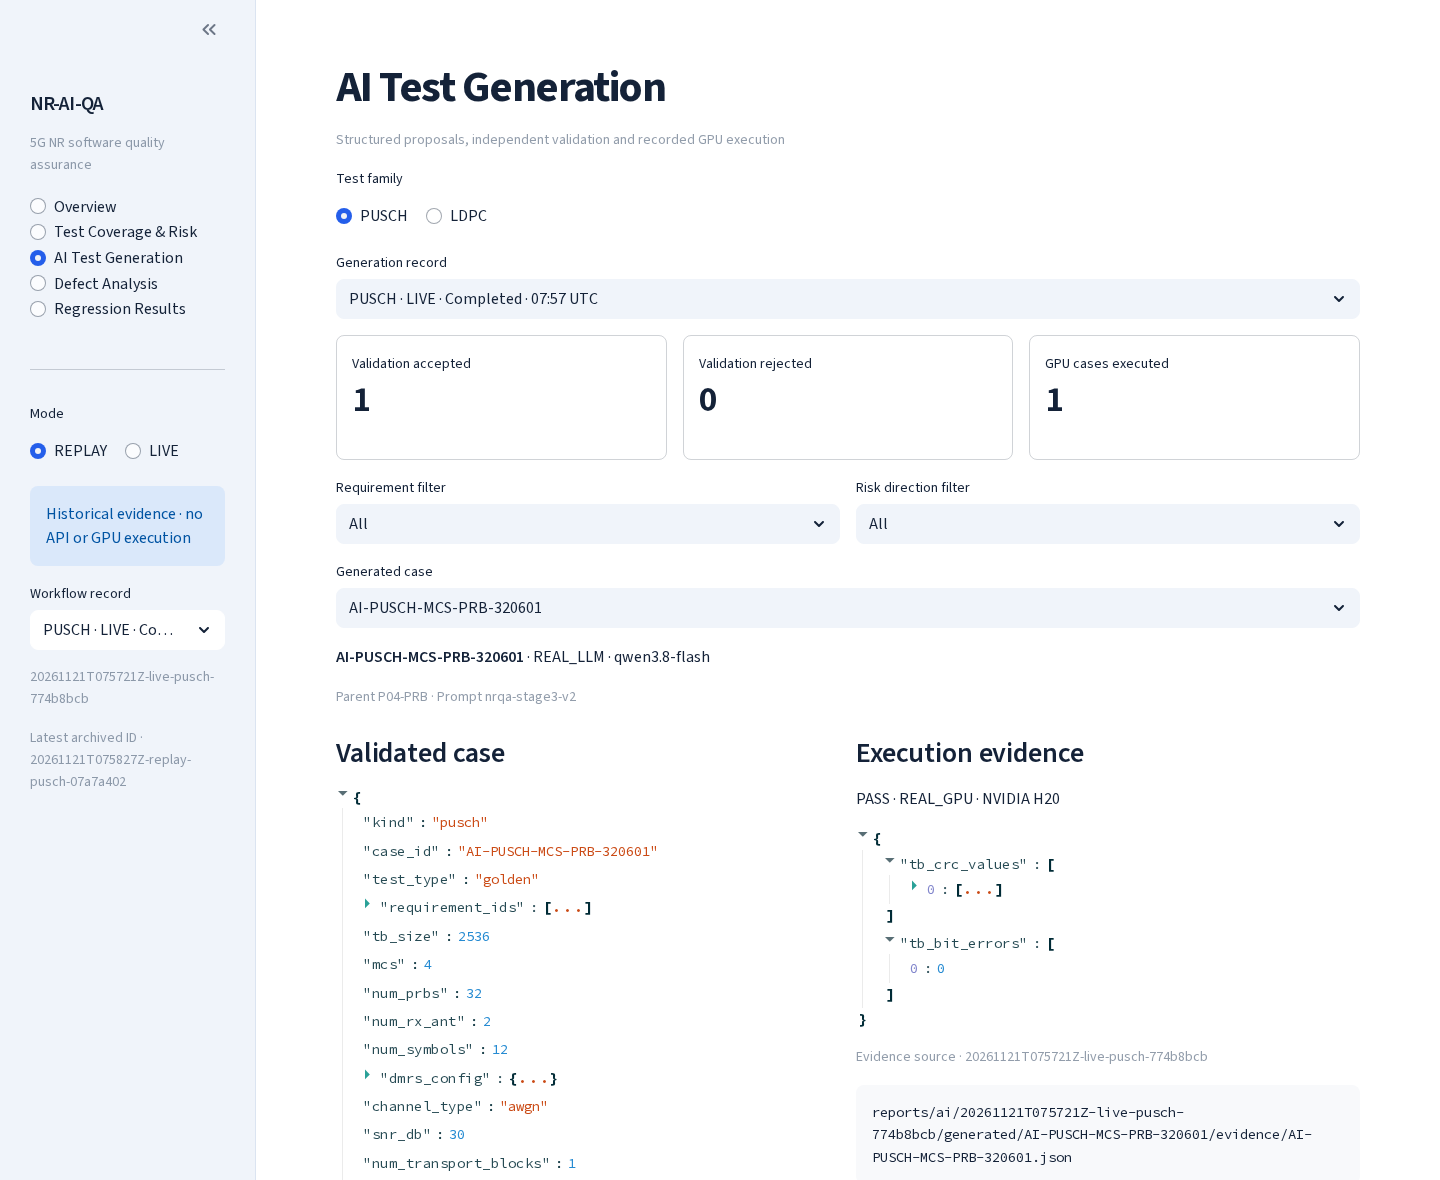 NR-AI-QA
5G NR software quality
assurance
Overview
Test Coverage & Risk
AI Test Generation
Defect Analysis
Regression Results
Mode
REPLAY
LIVE
Historical evidence · no
API or GPU execution
Workflow record
PUSCH · LIVE · Co...
20261121T075721Z-live-pusch-
774b8bcb
Latest archived ID ·
20261121T075827Z-replay-
pusch-07a7a402
AI Test Generation
Structured proposals, independent validation and recorded GPU execution
Test family
PUSCH
LDPC
Generation record
PUSCH · LIVE · Completed · 07:57 UTC
Validation accepted
1
Validation rejected
0
GPU cases executed
1
Requirement filter
All
Risk direction filter
All
Generated case
AI-PUSCH-MCS-PRB-320601
AI-PUSCH-MCS-PRB-320601 · REAL_LLM · qwen3.8-flash
Parent P04-PRB · Prompt nrqa-stage3-v2
Validated case
{
"kind" : "pusch"
"case_id" : "AI-PUSCH-MCS-PRB-320601"
"test_type" : "golden"
"requirement_ids" : [...]
"tb_size" : 2536
"mcs" : 4
"num_prbs" : 32
"num_rx_ant" : 2
"num_symbols" : 12
"dmrs_config" : {...}
"channel_type" : "awgn"
"snr_db" : 30
"num_transport_blocks" : 1
Execution evidence
PASS · REAL_GPU · NVIDIA H20
{
"tb_crc_values" : [
0 : [...]
]
"tb_bit_errors" : [
0 : 0
]
}
Evidence source · 20261121T075721Z-live-pusch-774b8bcb
reports/ai/20261121T075721Z-live-pusch-
774b8bcb/generated/AI-PUSCH-MCS-PRB-320601/evidence/AI-
PUSCH-MCS-PRB-320601.json